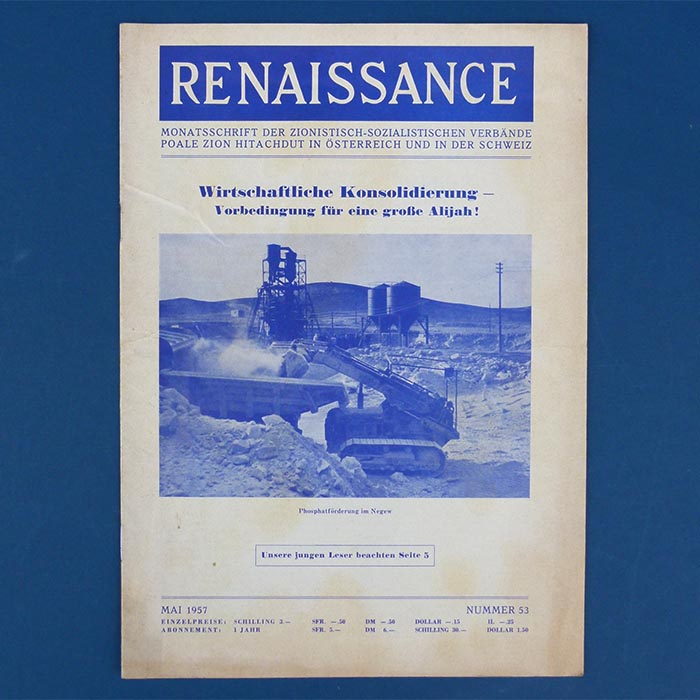 RENAISSANCE
MONATSSCHRIFT DER ZIONISTISCH-SOZIALISTISCHEN VERBÄNDE
POALE ZION HITACHDUT IN ÖSTERREICH UND IN DER SCHWEIZ
Wirtschaftliche Konsolidierung –
Vorbedingung für eine große Alijah!
Phosphatförderung im Negew
Unsere jungen Leser beachten Seite 5
MAI 1957 NUMMER 53
EINZELPREISE: SCHILLING 3.— SFR. —.50 DM —.50 DOLLAR —.15 IL —.25
ABONNEMENT: 1 JAHR SFR. 5.— DM 6.— SCHILLING 30.— DOLLAR 1.50